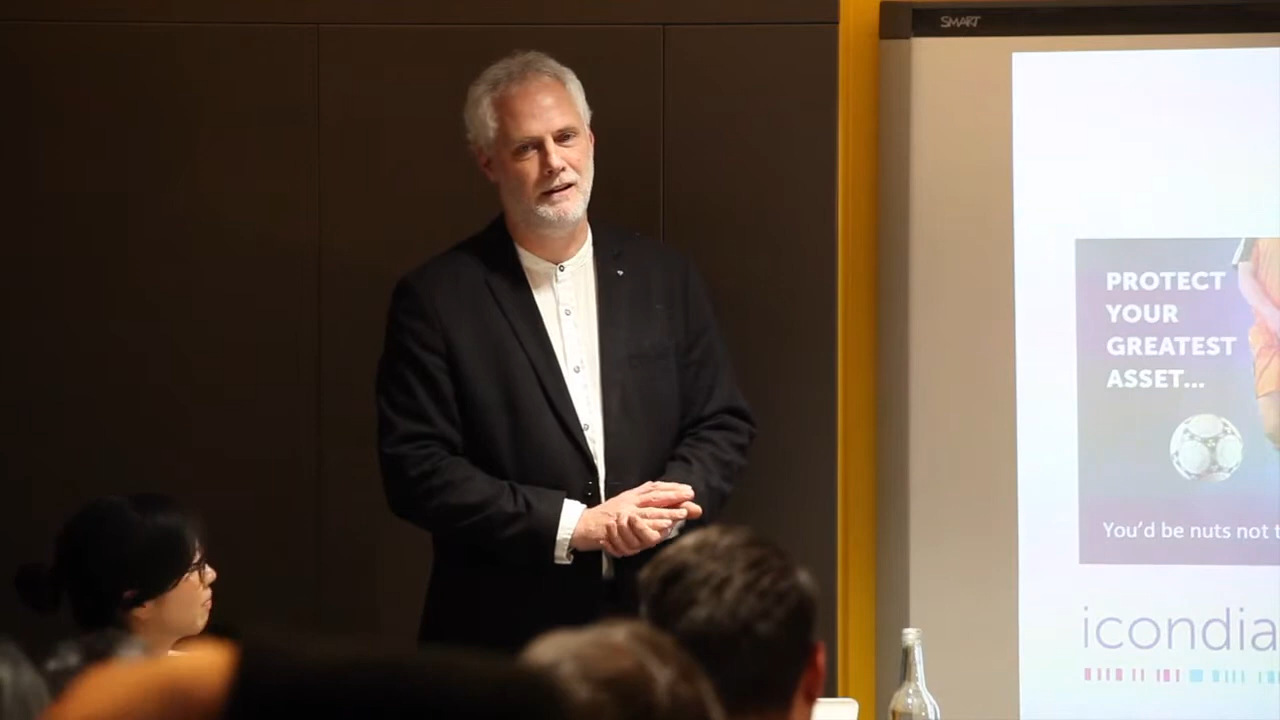 SMART
PROTECT
YOUR
GREATEST
ASSET...
You'd be nuts not t
icondia